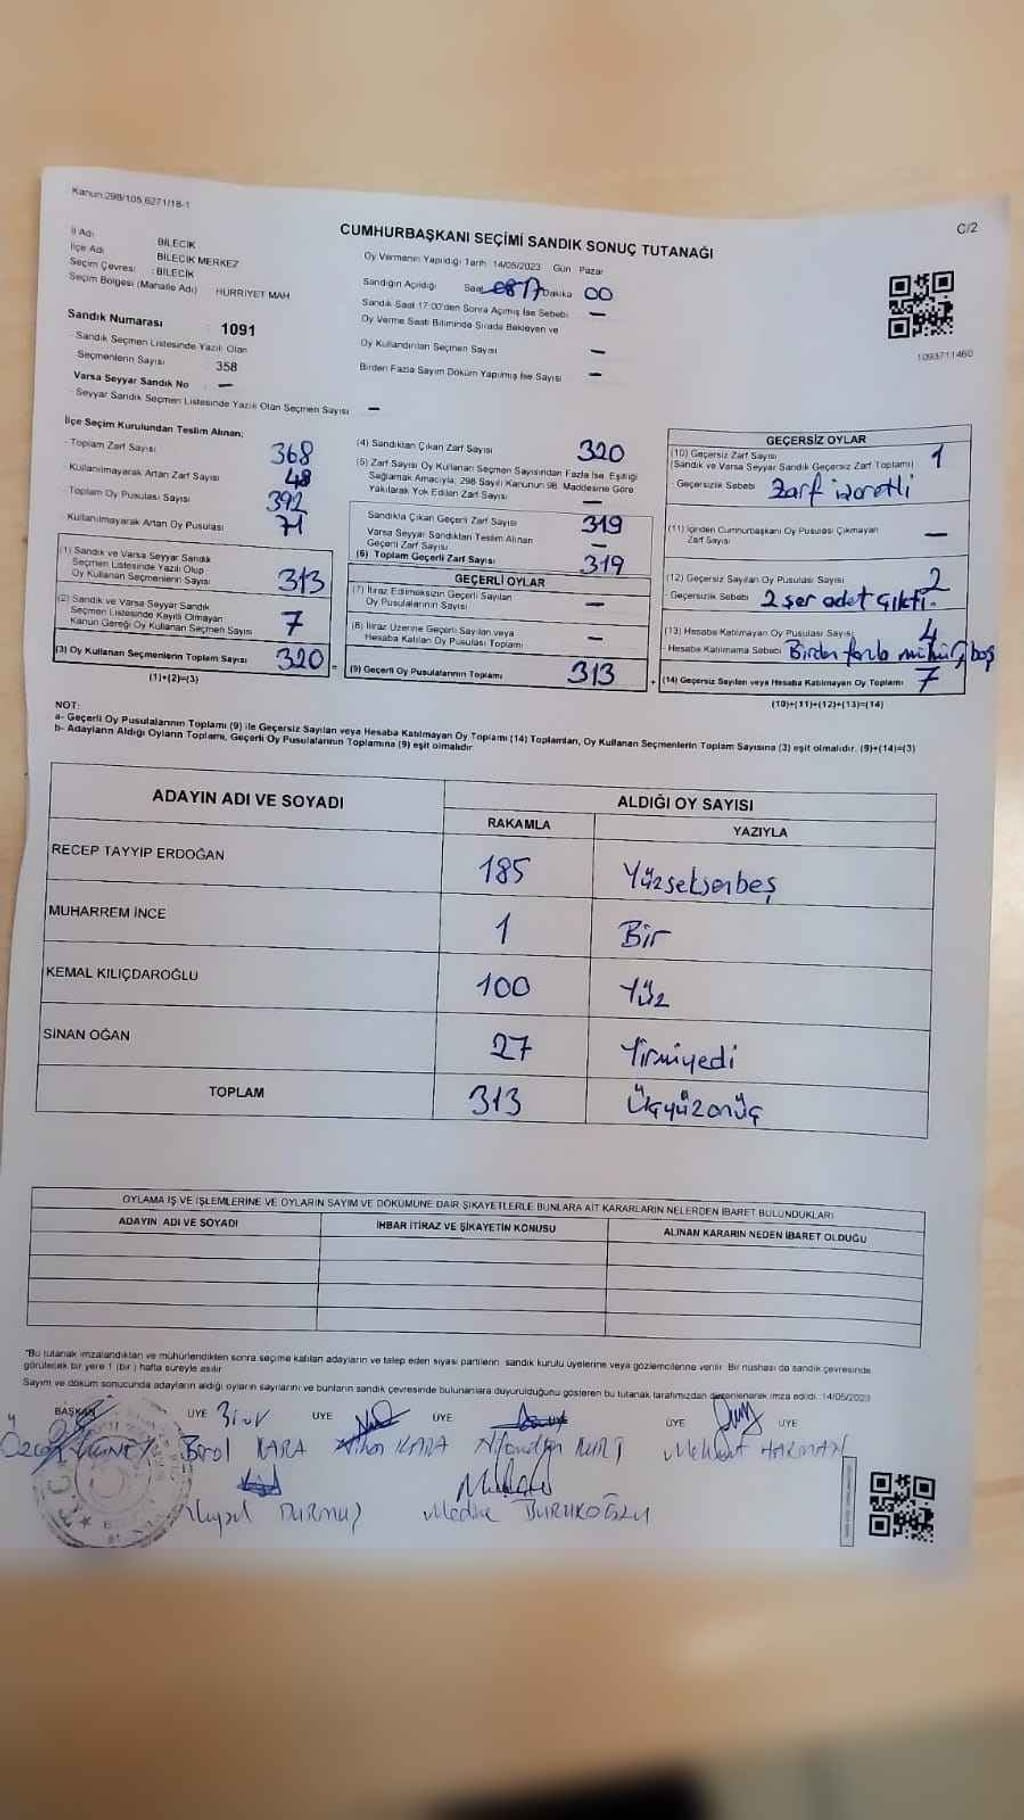 Kanun:298/105,6271/18-1
C/2
CUMHURBAŞKANI SEÇİMİ SANDIK SONUÇ TUTANAĞI
İl Adı BİLECİK
İlçe Adı BİLECİK MERKEZ
Seçim Çevresi : BİLECİK
Seçim Bölgesi (Mahalle Adı) HÜRRİYET MAH
Sandık Numarası 1091
Sandık Seçmen Listesinde Yazılı Olan
Seçmenlerin Sayısı 358
Varsa Seyyar Sandık No —
Seyyar Sandık Seçmen Listesinde Yazılı Olan Seçmen Sayısı —
Oy Vermenin Yapıldığı Tarih 14/05/2023 Gün Pazar
Sandığın Açıldığı Saat 17 Dakika 00
Sandık Saat 17:00'den Sonra Açılmış İse Sebebi —
Oy Verme Saati Bitiminde Sırada Bekleyen ve
Oy Kullandırılan Seçmen Sayısı —
Birden Fazla Sayım Döküm Yapılmış İse Sayısı —
1093711460
İlçe Seçim Kurulundan Teslim Alınan;
- Toplam Zarf Sayısı 368
- Kullanılmayarak Artan Zarf Sayısı 48
- Toplam Oy Pusulası Sayısı 392
- Kullanılmayarak Artan Oy Pusulası 71
(1) Sandık ve Varsa Seyyar Sandık
Seçmen Listesinde Yazılı Olup
Oy Kullanan Seçmenlerin Sayısı 313
(2) Sandık ve Varsa Seyyar Sandık
Seçmen Listesinde Kayıtlı Olmayan
Kanun Gereği Oy Kullanan Seçmen Sayısı 7
(3) Oy Kullanan Seçmenlerin Toplam Sayısı 320 =
(1)+(2)=(3)
(4) Sandıktan Çıkan Zarf Sayısı 320
(5) Zarf Sayısı Oy Kullanan Seçmen Sayısından Fazla İse, Eşitliği
Sağlamak Amacıyla, 298 Sayılı Kanunun 98. Maddesine Göre
Yakılarak Yok Edilen Zarf Sayısı —
Sandıkta Çıkan Geçerli Zarf Sayısı 319
Varsa Seyyar Sandıktan Teslim Alınan
Geçerli Zarf Sayısı —
(6) Toplam Geçerli Zarf Sayısı 319
GEÇERLİ OYLAR
(7) İtiraz Edilmeksizin Geçerli Sayılan
Oy Pusulalarının Sayısı —
(8) İtiraz Üzerine Geçerli Sayılan veya
Hesaba Katılan Oy Pusulası Toplamı —
(9) Geçerli Oy Pusulalarının Toplamı 313
GEÇERSİZ OYLAR
(10) Geçersiz Zarf Sayısı 1
(Sandık ve Varsa Seyyar Sandık Geçersiz Zarf Toplamı)
- Geçersizlik Sebebi Zarf
(11) İçinden Cumhurbaşkanı Oy Pusulası Çıkmayan
Zarf Sayısı —
(12) Geçersiz Sayılan Oy Pusulası Sayısı 2
- Geçersizlik Sebebi 2 şer adet çıktı.
(13) Hesaba Katılmayan Oy Pusulası Sayısı 4
- Hesaba Katılmama Sebebi Birden fazla mühür, boş
+ (14) Geçersiz Sayılan veya Hesaba Katılmayan Oy Toplamı 7
(10)+(11)+(12)+(13)=(14)
NOT:
a- Geçerli Oy Pusulalarının Toplamı (9) ile Geçersiz Sayılan veya Hesaba Katılmayan Oy Toplamı (14) Toplamları, Oy Kullanan Seçmenlerin Toplam Sayısına (3) eşit olmalıdır. (9)+(14)=(3)
b- Adayların Aldığı Oyların Toplamı, Geçerli Oy Pusulalarının Toplamına (9) eşit olmalıdır
ADAYIN ADI VE SOYADI ALDIĞI OY SAYISI
RAKAMLA YAZIYLA
RECEP TAYYİP ERDOĞAN 185 Yüzseksenbeş
MUHARREM İNCE 1 Bir
KEMAL KILIÇDAROĞLU 100 Yüz
SİNAN OĞAN 27 Yirmiyedi
TOPLAM 313 Üçyüzonüç
OYLAMA İŞ VE İŞLEMLERİNE VE OYLARIN SAYIM VE DÖKÜMÜNE DAİR ŞİKAYETLERLE BUNLARA AİT KARARLARIN NELERDEN İBARET BULUNDUKLARI
ADAYIN ADI VE SOYADI İHBAR İTİRAZ VE ŞİKAYETİN KONUSU ALINAN KARARIN NEDEN İBARET OLDUĞU
"Bu tutanak imzalandıktan ve mühürlendikten sonra seçime katılan adayların ve talep eden siyasi partilerin sandık kurulu üyelerine veya gözlemcilerine verilir. Bir nüshası da sandık çevresinde
görülecek bir yere 1 (bir) hafta süreyle asılır.
Sayım ve döküm sonucunda adayların aldığı oyların sayılarını ve bunların sandık çevresinde bulunanlara duyurulduğunu gösteren bu tutanak tarafımızdan düzenlenerek imza edildi. 14/05/2023
BAŞKAN ÜYE ÜYE ÜYE ÜYE ÜYE
Birol KARA KARA KURT Mehmet HARMAN
Veysel DURMUŞ Medine BURUKOĞLU